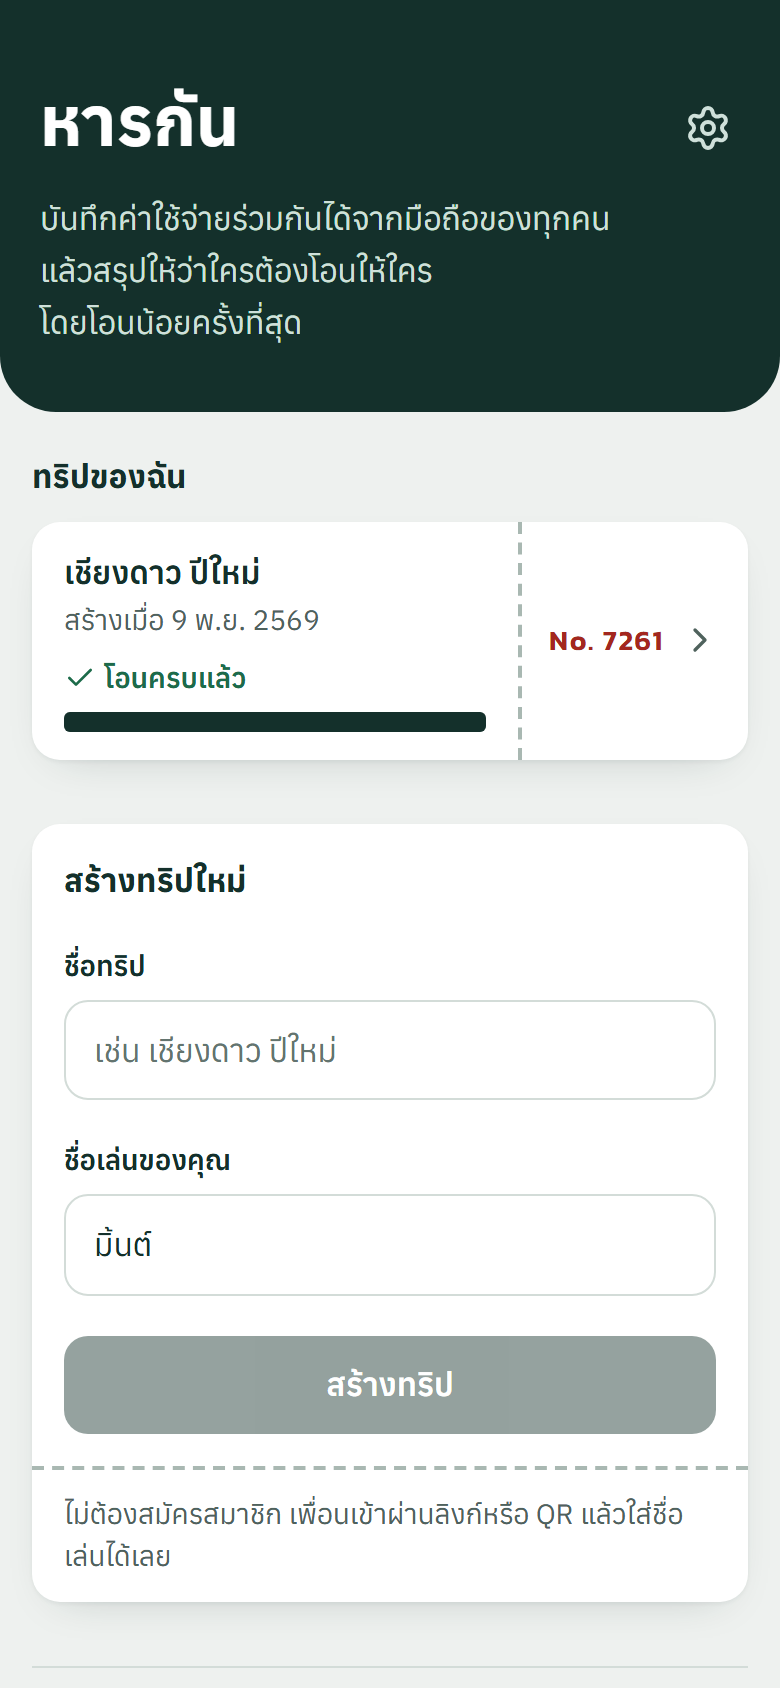 หารกัน
บันทึกค่าใช้จ่ายร่วมกันได้จากมือถือของทุกคน
แล้วสรุปให้ว่าใครต้องโอนให้ใคร
โดยโอนน้อยครั้งที่สุด
ทริปของฉัน
เชียงดาว ปีใหม่
สร้างเมื่อ 9 พ.ย. 2569
โอนครบแล้ว
No. 7261
สร้างทริปใหม่
ชื่อทริป
เช่น เชียงดาว ปีใหม่
ชื่อเล่นของคุณ
มิ้นต์
สร้างทริป
ไม่ต้องสมัครสมาชิก เพื่อนเข้าผ่านลิงก์หรือ QR แล้วใส่ชื่อ
เล่นได้เลย